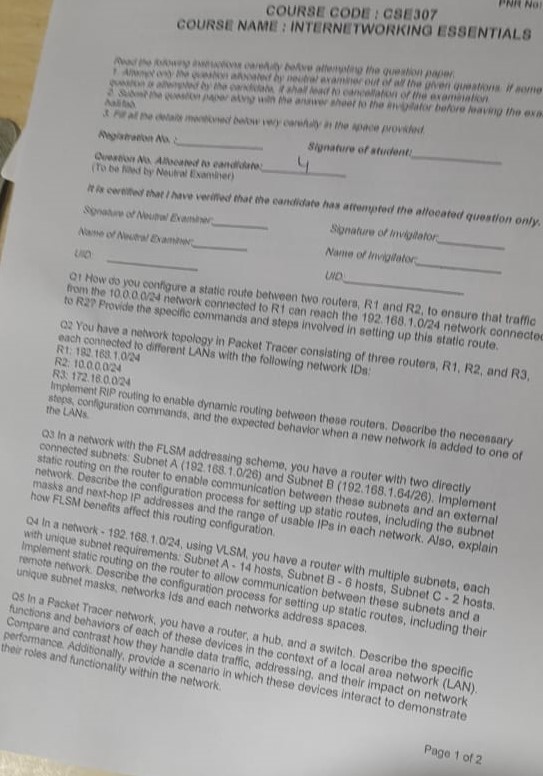 PNR No:
COURSE CODE : CSE307
COURSE NAME : INTERNETWORKING ESSENTIALS
Read the following instructions carefully before attempting the question paper.
1. Attempt only the question allocated by neutral examiner out of all the given questions. If some
question is attempted by the candidate, it shall lead to cancellation of the examination.
2. Submit the question paper along with the answer sheet to the invigilator before leaving the exa
hall/lab.
3. Fill all the details mentioned below very carefully in the space provided.
Registration No. :
Signature of student:
Question No. Allocated to candidate: 4
(To be filled by Neutral Examiner)
It is certified that I have verified that the candidate has attempted the allocated question only.
Signature of Neutral Examiner:
Signature of Invigilator:
Name of Neutral Examiner:
Name of Invigilator:
UID:
UID:
Q1 How do you configure a static route between two routers, R1 and R2, to ensure that traffic
from the 10.0.0.0/24 network connected to R1 can reach the 192.168.1.0/24 network connected
to R2? Provide the specific commands and steps involved in setting up this static route.
Q2 You have a network topology in Packet Tracer consisting of three routers, R1, R2, and R3,
each connected to different LANs with the following network IDs:
R1: 192.168.1.0/24
R2: 10.0.0.0/24
R3: 172.16.0.0/24
Implement RIP routing to enable dynamic routing between these routers. Describe the necessary
steps, configuration commands, and the expected behavior when a new network is added to one of
the LANs.
Q3 In a network with the FLSM addressing scheme, you have a router with two directly
connected subnets: Subnet A (192.168.1.0/26) and Subnet B (192.168.1.64/26). Implement
static routing on the router to enable communication between these subnets and an external
network. Describe the configuration process for setting up static routes, including the subnet
masks and next-hop IP addresses and the range of usable IPs in each network. Also, explain
how FLSM benefits affect this routing configuration.
Q4 In a network - 192.168.1.0/24, using VLSM, you have a router with multiple subnets, each
with unique subnet requirements: Subnet A - 14 hosts, Subnet B - 6 hosts, Subnet C - 2 hosts.
Implement static routing on the router to allow communication between these subnets and a
remote network. Describe the configuration process for setting up static routes, including their
unique subnet masks, networks Ids and each networks address spaces.
Q5 In a Packet Tracer network, you have a router, a hub, and a switch. Describe the specific
functions and behaviors of each of these devices in the context of a local area network (LAN).
Compare and contrast how they handle data traffic, addressing, and their impact on network
performance. Additionally, provide a scenario in which these devices interact to demonstrate
their roles and functionality within the network.
Page 1 of 2